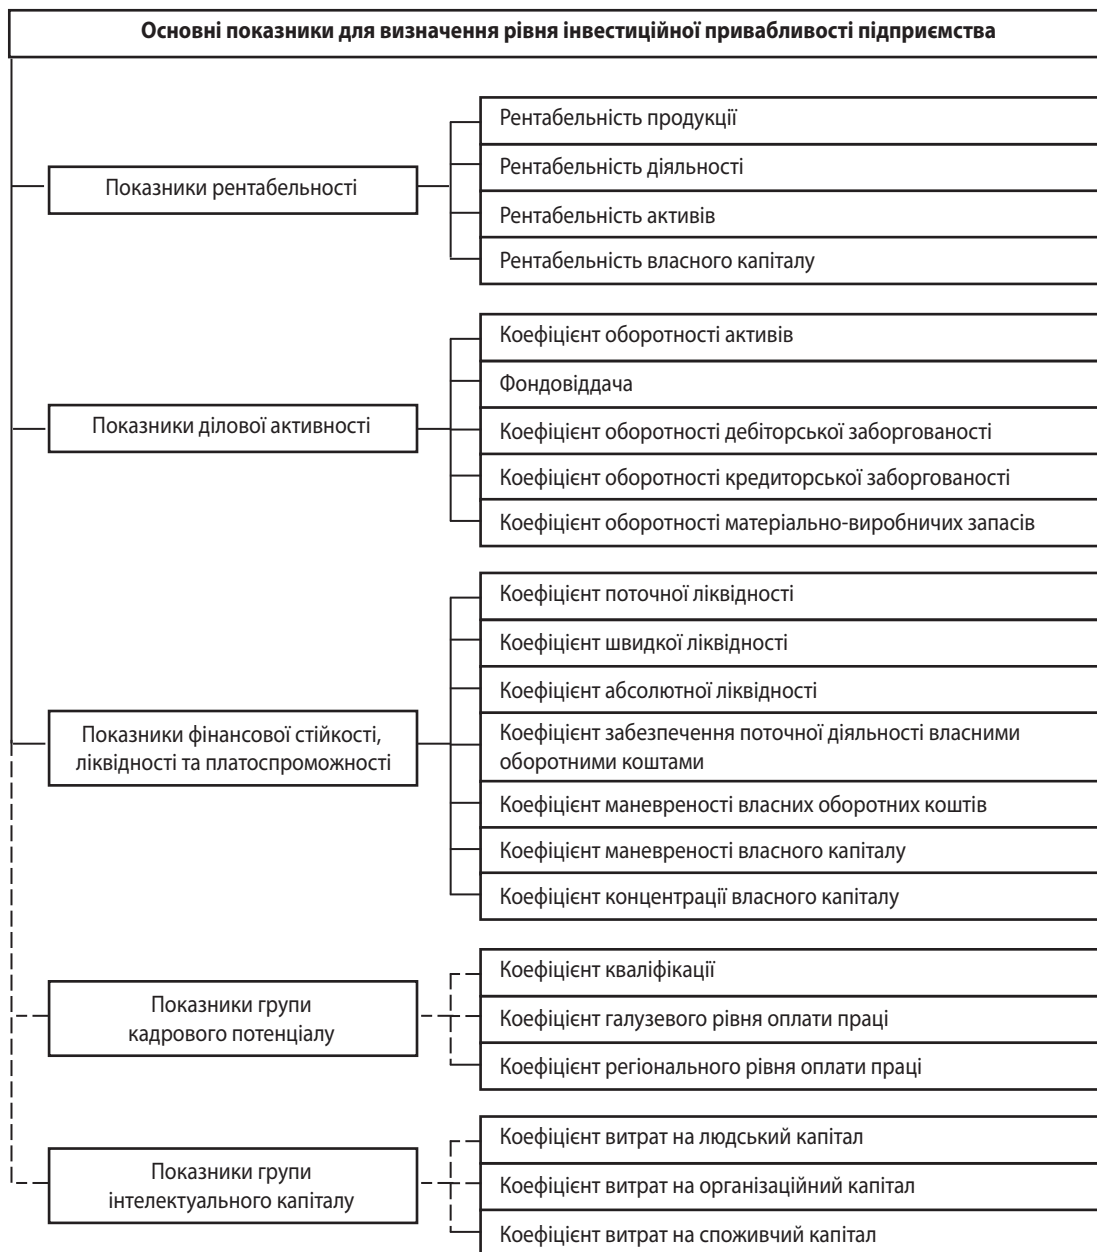 Основні показники для визначення рівня інвестиційної привабливості підприємства
Показники рентабельності
Рентабельність продукції
Рентабельність діяльності
Рентабельність активів
Рентабельність власного капіталу
Показники ділової активності
Коефіцієнт оборотності активів
Фондовіддача
Коефіцієнт оборотності дебіторської заборгованості
Коефіцієнт оборотності кредиторської заборгованості
Коефіцієнт оборотності матеріально-виробничих запасів
Показники фінансової стійкості,
ліквідності та платоспроможності
Коефіцієнт поточної ліквідності
Коефіцієнт швидкої ліквідності
Коефіцієнт абсолютної ліквідності
Коефіцієнт забезпечення поточної діяльності власними
оборотними коштами
Коефіцієнт маневреності власних оборотних коштів
Коефіцієнт маневреності власного капіталу
Коефіцієнт концентрації власного капіталу
Показники групи
кадрового потенціалу
Коефіцієнт кваліфікації
Коефіцієнт галузевого рівня оплати праці
Коефіцієнт регіонального рівня оплати праці
Показники групи
інтелектуального капіталу
Коефіцієнт витрат на людський капітал
Коефіцієнт витрат на організаційний капітал
Коефіцієнт витрат на споживчий капітал